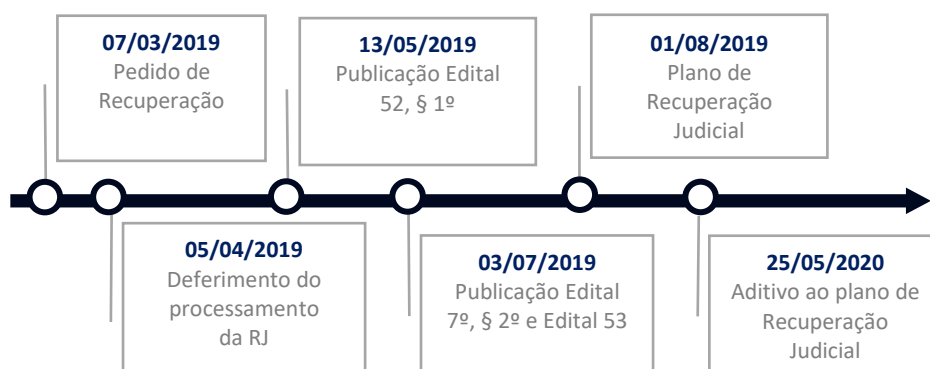 07/03/2019
Pedido de
Recuperação
13/05/2019
Publicação Edital
52, § 1º
01/08/2019
Plano de
Recuperação
Judicial
05/04/2019
Deferimento do
processamento
da RJ
03/07/2019
Publicação Edital
7º, § 2º e Edital 53
25/05/2020
Aditivo ao plano de
Recuperação
Judicial